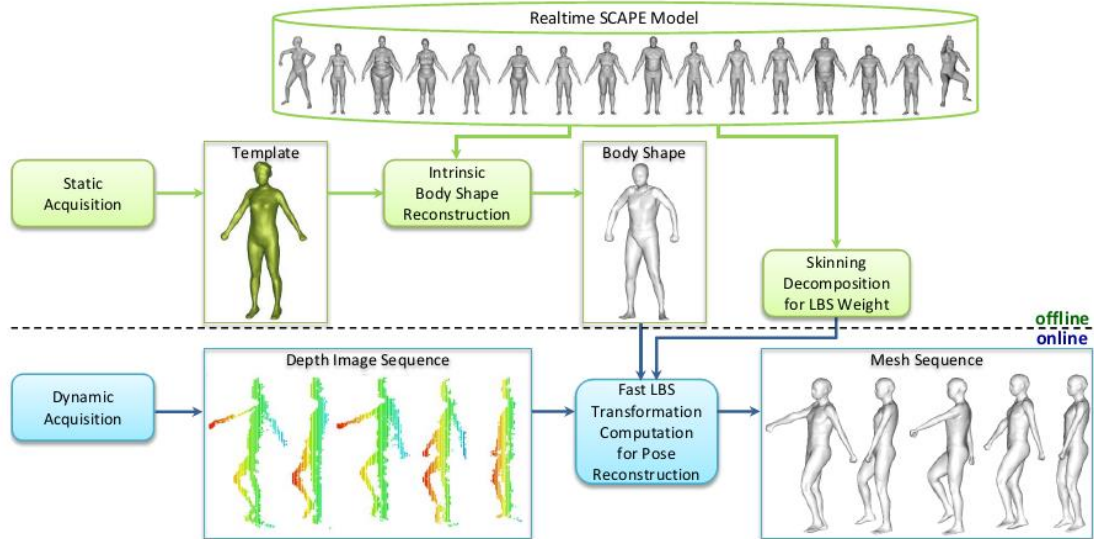 Realtime SCAPE Model
Static
Acquisition
Template
Intrinsic
Body Shape
Reconstruction
Body Shape
Skinning
Decomposition
for LBS Weight
offline
online
Dynamic
Acquisition
Depth Image Sequence
Fast LBS
Transformation
Computation
for Pose
Reconstruction
Mesh Sequence